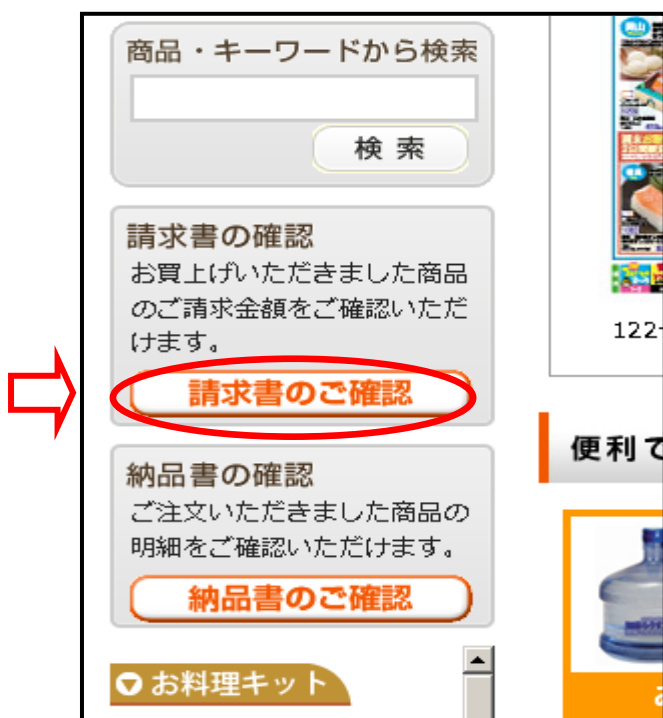 商品・キーワードから検索
検索
請求書の確認
お買上げいただきました商品
のご請求金額をご確認いただ
けます。
請求書のご確認
納品書の確認
ご注文いただきました商品の
明細をご確認いただけます。
納品書のご確認
お料理キット
122-
便利で